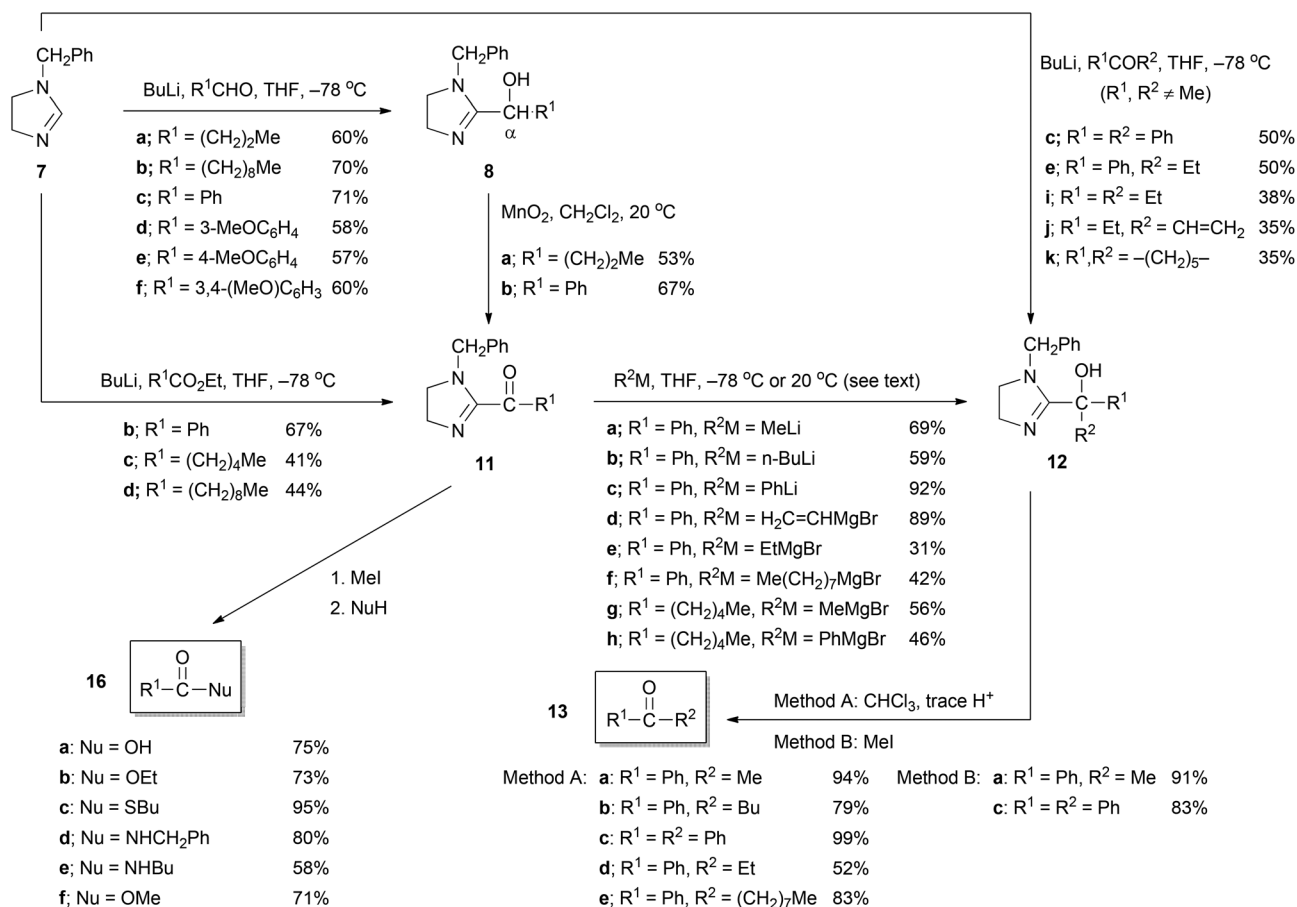 CH2Ph
N
N
7
BuLi, R1CHO, THF, –78 oC
a; R1 = (CH2)2Me 60%
b; R1 = (CH2)8Me 70%
c; R1 = Ph 71%
d; R1 = 3-MeOC6H4 58%
e; R1 = 4-MeOC6H4 57%
f; R1 = 3,4-(MeO)C6H3 60%
CH2Ph
N
OH
CH-R1
α
N
8
BuLi, R1COR2, THF, –78 oC
(R1, R2 ≠ Me)
c; R1 = R2 = Ph 50%
e; R1 = Ph, R2 = Et 50%
i; R1 = R2 = Et 38%
j; R1 = Et, R2 = CH=CH2 35%
k; R1,R2 = –(CH2)5– 35%
MnO2, CH2Cl2, 20 oC
a; R1 = (CH2)2Me 53%
b; R1 = Ph 67%
BuLi, R1CO2Et, THF, –78 oC
b; R1 = Ph 67%
c; R1 = (CH2)4Me 41%
d; R1 = (CH2)8Me 44%
CH2Ph
N
O
C–R1
N
11
R2M, THF, –78 oC or 20 oC (see text)
a; R1 = Ph, R2M = MeLi 69%
b; R1 = Ph, R2M = n-BuLi 59%
c; R1 = Ph, R2M = PhLi 92%
d; R1 = Ph, R2M = H2C=CHMgBr 89%
e; R1 = Ph, R2M = EtMgBr 31%
f; R1 = Ph, R2M = Me(CH2)7MgBr 42%
g; R1 = (CH2)4Me, R2M = MeMgBr 56%
h; R1 = (CH2)4Me, R2M = PhMgBr 46%
CH2Ph
N
OH
C–R1
R2
N
12
1. MeI
2. NuH
16
O
R1–C–Nu
a: Nu = OH 75%
b: Nu = OEt 73%
c: Nu = SBu 95%
d; Nu = NHCH2Ph 80%
e; Nu = NHBu 58%
f; Nu = OMe 71%
13
O
R1–C–R2
Method A: CHCl3, trace H+
Method B: MeI
Method A: a: R1 = Ph, R2 = Me 94%
b: R1 = Ph, R2 = Bu 79%
c: R1 = R2 = Ph 99%
d: R1 = Ph, R2 = Et 52%
e; R1 = Ph, R2 = (CH2)7Me 83%
Method B: a: R1 = Ph, R2 = Me 91%
c: R1 = R2 = Ph 83%